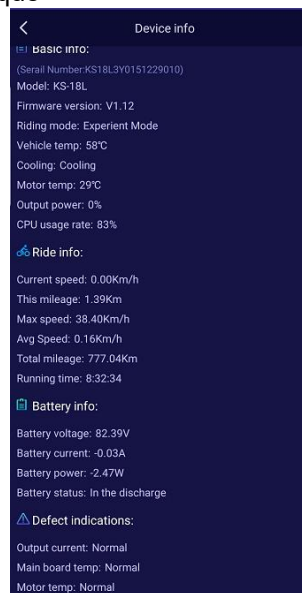 Device info
Basic info:
(Serail Number:KS18L3Y0151229010)
Model: KS-18L
Firmware version: V1.12
Riding mode: Experient Mode
Vehicle temp: 58℃
Cooling: Cooling
Motor temp: 29℃
Output power: 0%
CPU usage rate: 83%
Ride info:
Current speed: 0.00Km/h
This mileage: 1.39Km
Max speed: 38.40Km/h
Avg Speed: 0.16Km/h
Total mileage: 777.04Km
Running time: 8:32:34
Battery info:
Battery voltage: 82.39V
Battery current: -0.03A
Battery power: -2.47W
Battery status: In the discharge
Defect indications:
Output current: Normal
Main board temp: Normal
Motor temp: Normal